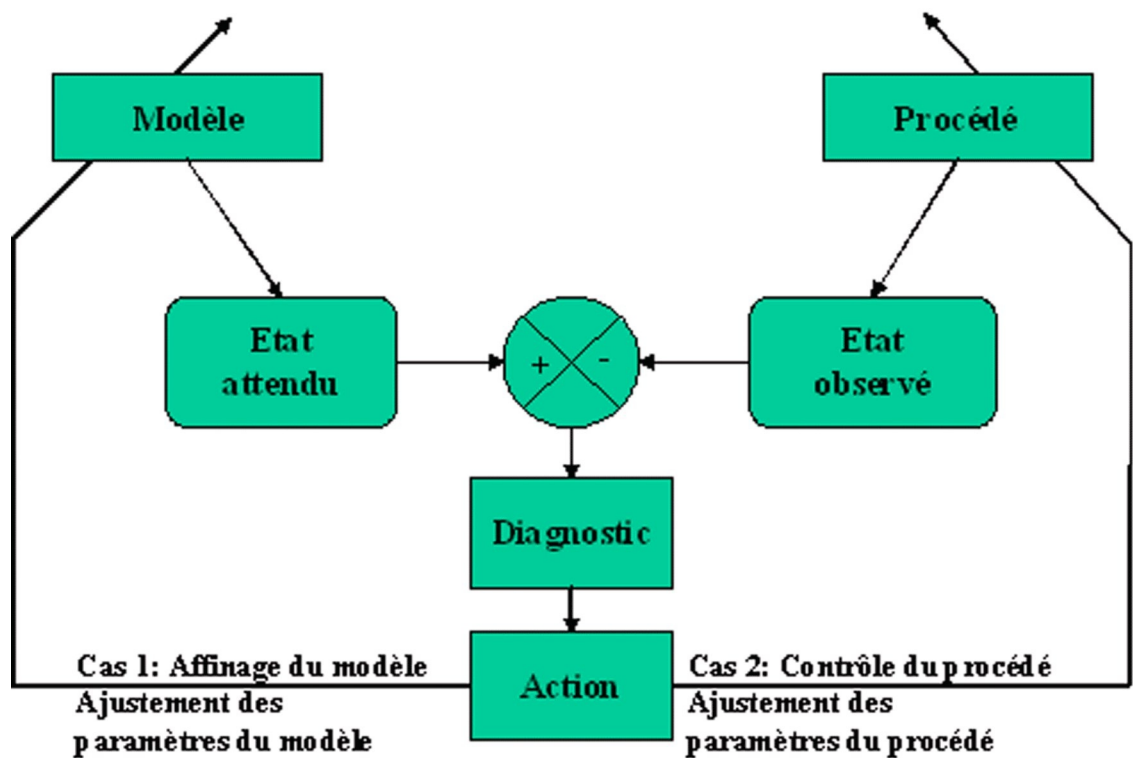 Modèle
Procédé
Etat
attendu
+
-
Etat
observé
Diagnostic
Action
Cas 1: Affinage du modèle
Ajustement des
paramètres du modèle
Cas 2: Contrôle du procédé
Ajustement des
paramètres du procédé